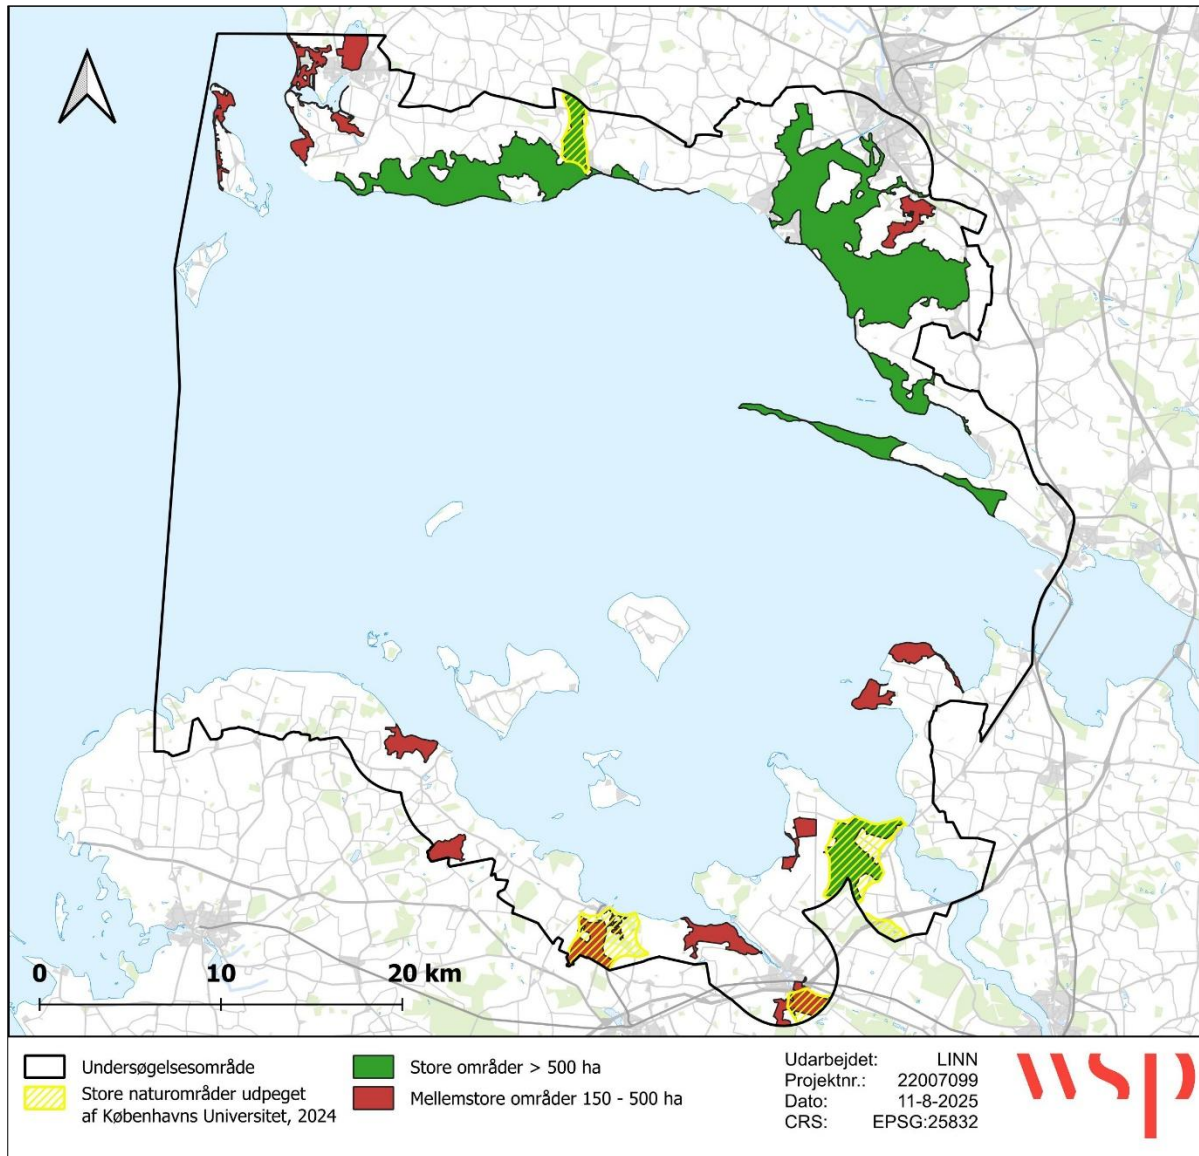 0 10 20 km
Undersøgelsesområde
Store naturområder udpeget
af Københavns Universitet, 2024
Store områder > 500 ha
Mellemstore områder 150 - 500 ha
Udarbejdet: LINN
Projektnr.: 22007099
Dato: 11-8-2025
CRS: EPSG:25832
wsp